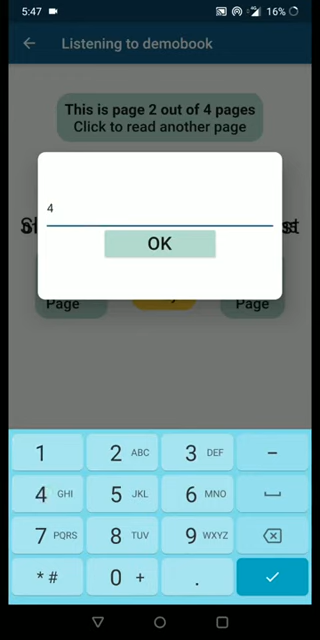 5:47
16%
Listening to demobook
This is page 2 out of 4 pages
Click to read another page
4
OK
Page
Page
1
2 ABC
3 DEF
-
4 GHI
5 JKL
6 MNO
7 PQRS
8 TUV
9 WXYZ
* #
0 +
.